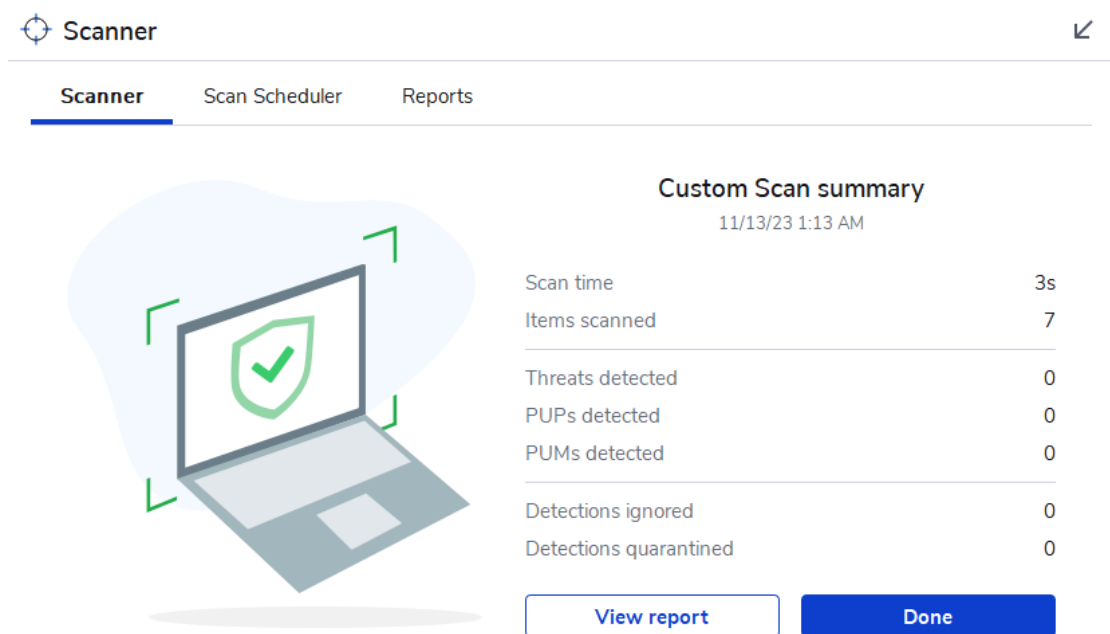 Scanner
Scanner Scan Scheduler Reports
Custom Scan summary
11/13/23 1:13 AM
Scan time 3s
Items scanned 7
Threats detected 0
PUPs detected 0
PUMs detected 0
Detections ignored 0
Detections quarantined 0
View report Done